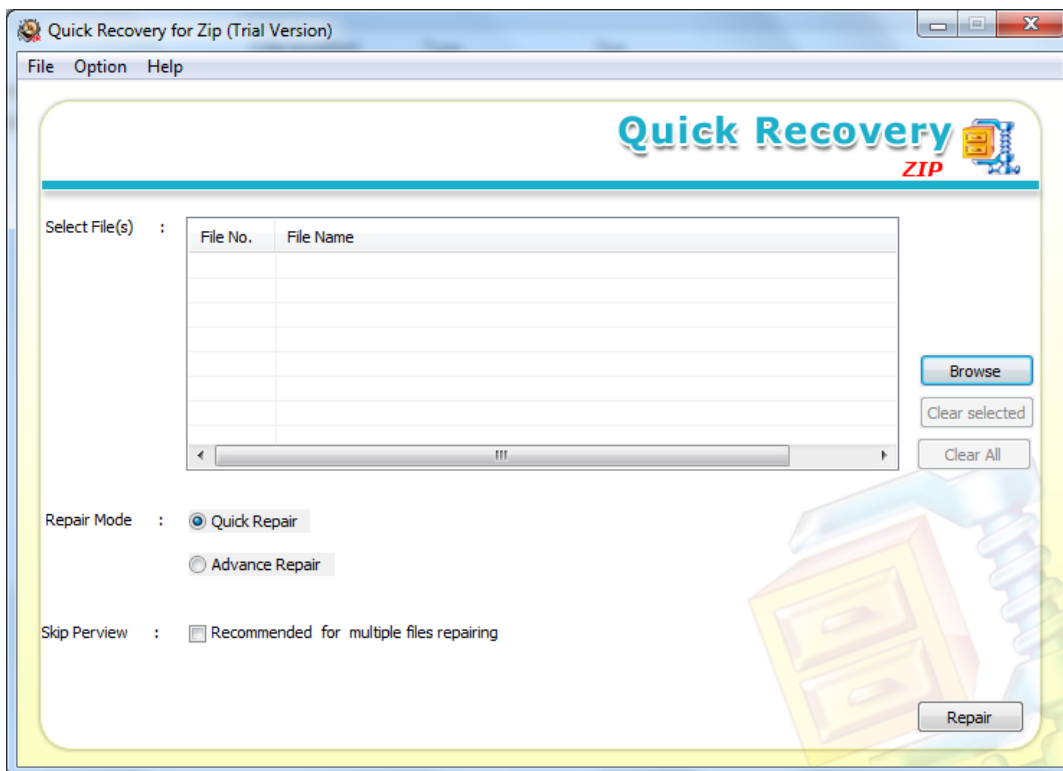 Quick Recovery for Zip (Trial Version)
File Option Help
Quick Recovery
ZIP
Select File(s) :
File No. File Name
Browse
Clear selected
Clear All
Repair Mode : Quick Repair
Advance Repair
Skip Perview : Recommended for multiple files repairing
Repair